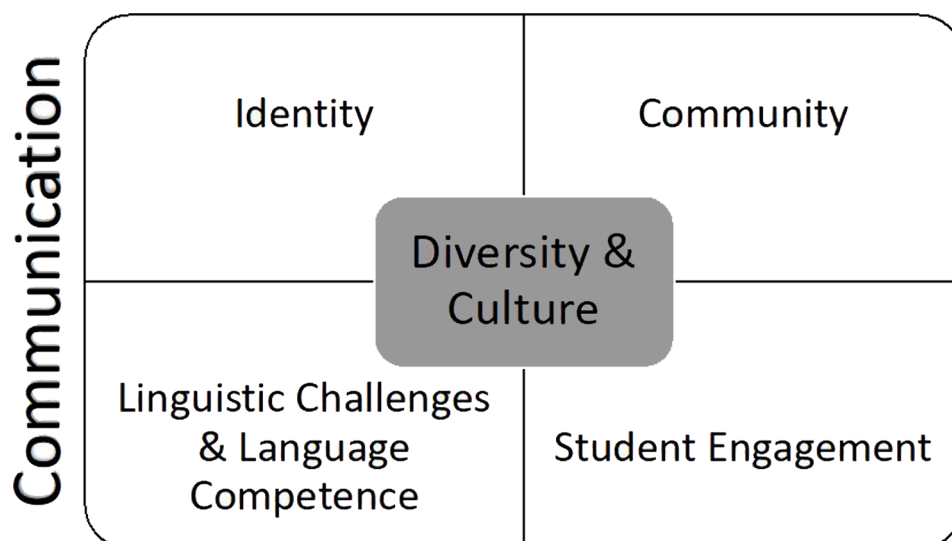 Communication
Identity
Community
Diversity &
Culture
Linguistic Challenges
& Language
Competence
Student Engagement